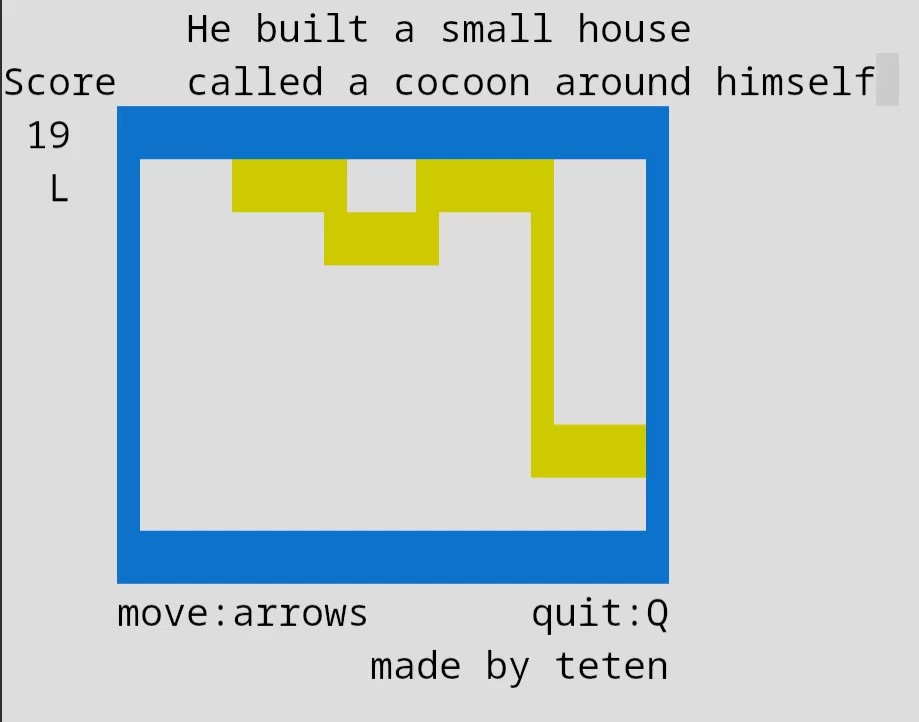 He built a small house
Score called a cocoon around himself
19
L
move:arrows quit:Q
made by teten